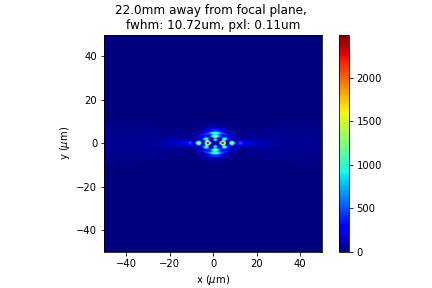 22.0mm away from focal plane,
fwhm: 10.72um, pxl: 0.11um
40
20
0
−20
−40
y (μm)
−40 −20 0 20 40
x (μm)
2000
1500
1000
500
0